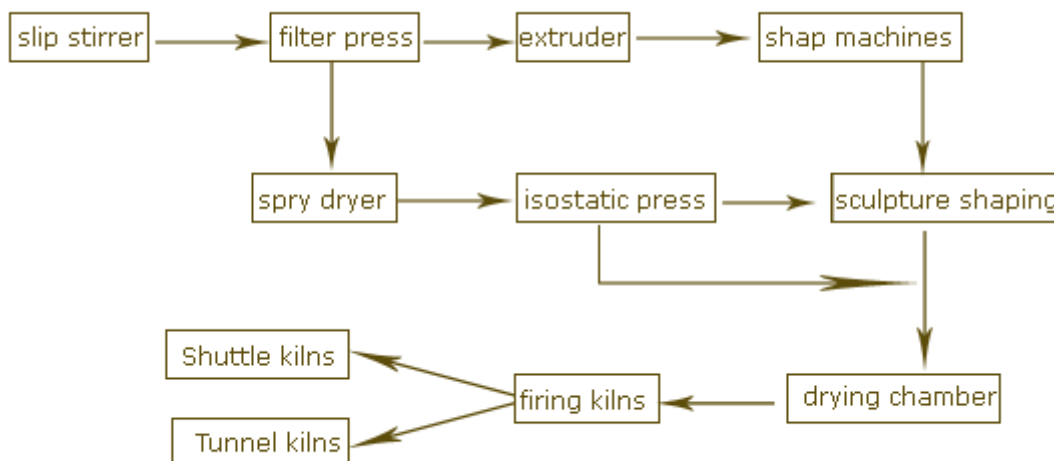 slip stirrer
filter press
extruder
shap machines
spry dryer
isostatic press
sculpture shaping
Shuttle kilns
firing kilns
drying chamber
Tunnel kilns